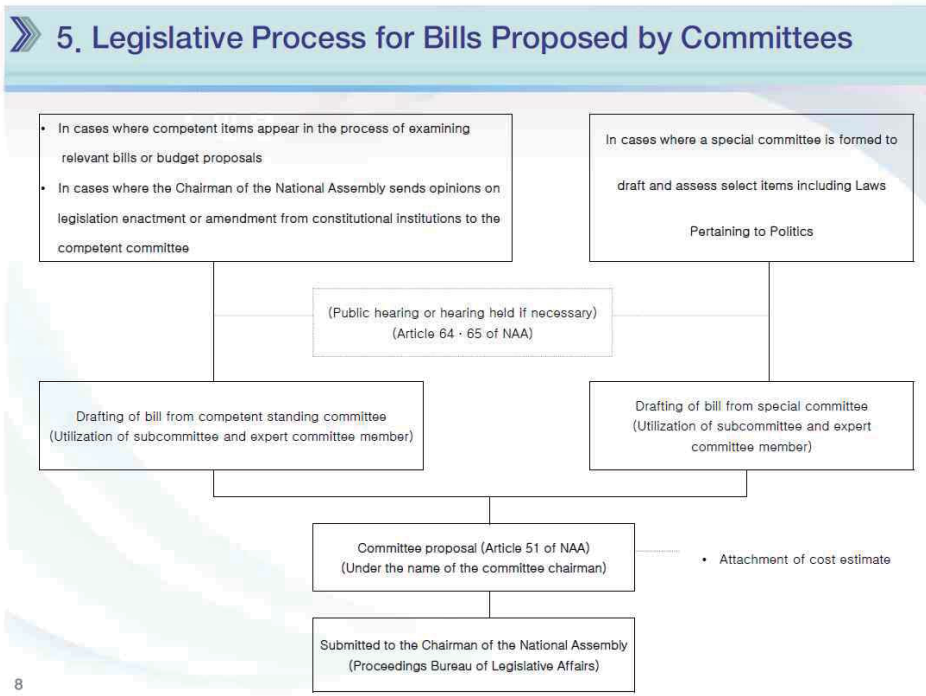 5. Legislative Process for Bills Proposed by Committees
• In cases where competent items appear in the process of examining
relevant bills or budget proposals
• In cases where the Chairman of the National Assembly sends opinions on
legislation enactment or amendment from constitutional institutions to the
competent committee
In cases where a special committee is formed to
draft and assess select items including Laws
Pertaining to Politics
(Public hearing or hearing held if necessary)
(Article 64 · 65 of NAA)
Drafting of bill from competent standing committee
(Utilization of subcommittee and expert committee member)
Drafting of bill from special committee
(Utilization of subcommittee and expert
committee member)
Committee proposal (Article 51 of NAA)
(Under the name of the committee chairman)
• Attachment of cost estimate
Submitted to the Chairman of the National Assembly
(Proceedings Bureau of Legislative Affairs)
8